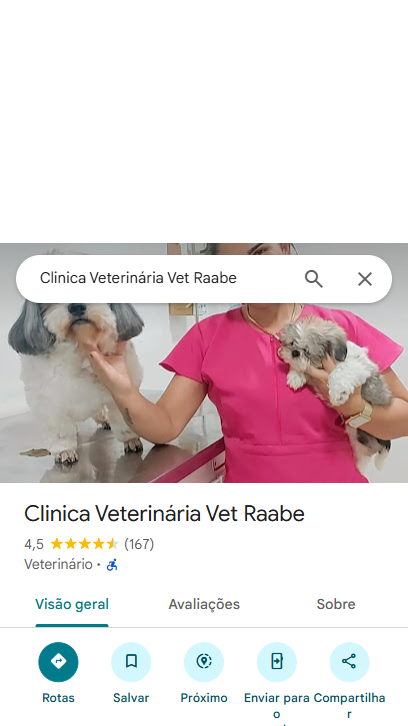 Clinica Veterinária Vet Raabe
Clinica Veterinária Vet Raabe
4,5 (167)
Veterinário ·
Visão geral Avaliações Sobre
Rotas Salvar Próximo Enviar para o Compartilhar